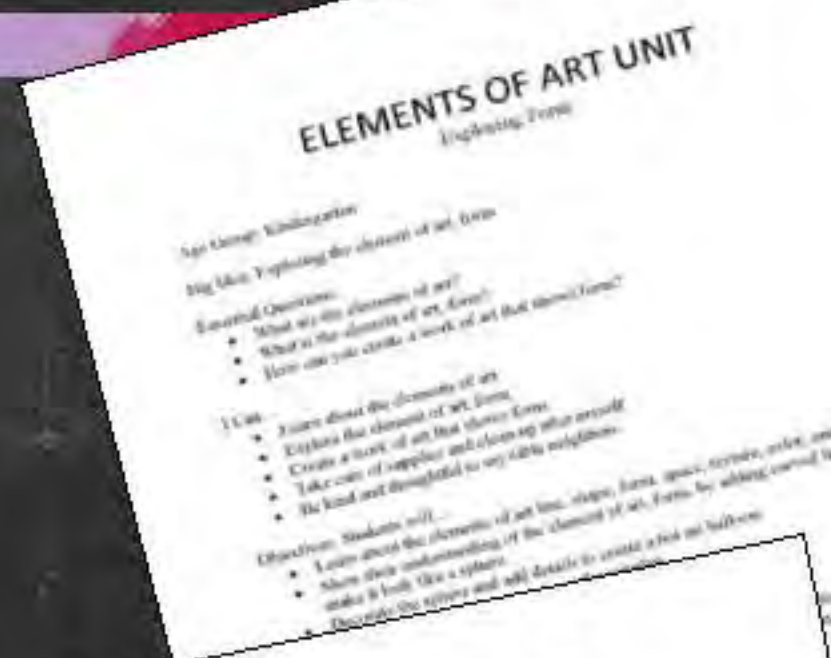 ELEMENTS OF ART UNIT
Exploring Form
Age Group: Kindergarten
Big Idea: Exploring the element of art, form
Essential Questions:
• What are the elements of art?
• What is the element of art, form?
• How can you create a work of art that shows form?
I Can...
• Learn about the elements of art
• Explore the element of art, form
• Create a work of art that shows form
• Take care of supplies and clean up after myself
• Be kind and thoughtful to my table neighbors.
Objectives: Students will...
• Learn about the elements of art line, shape, form, space, texture, color, and
• Show their understanding of the element of art, form, by adding curved
make it look like a sphere.
• Decorate the sphere and add details to create a hot air balloon